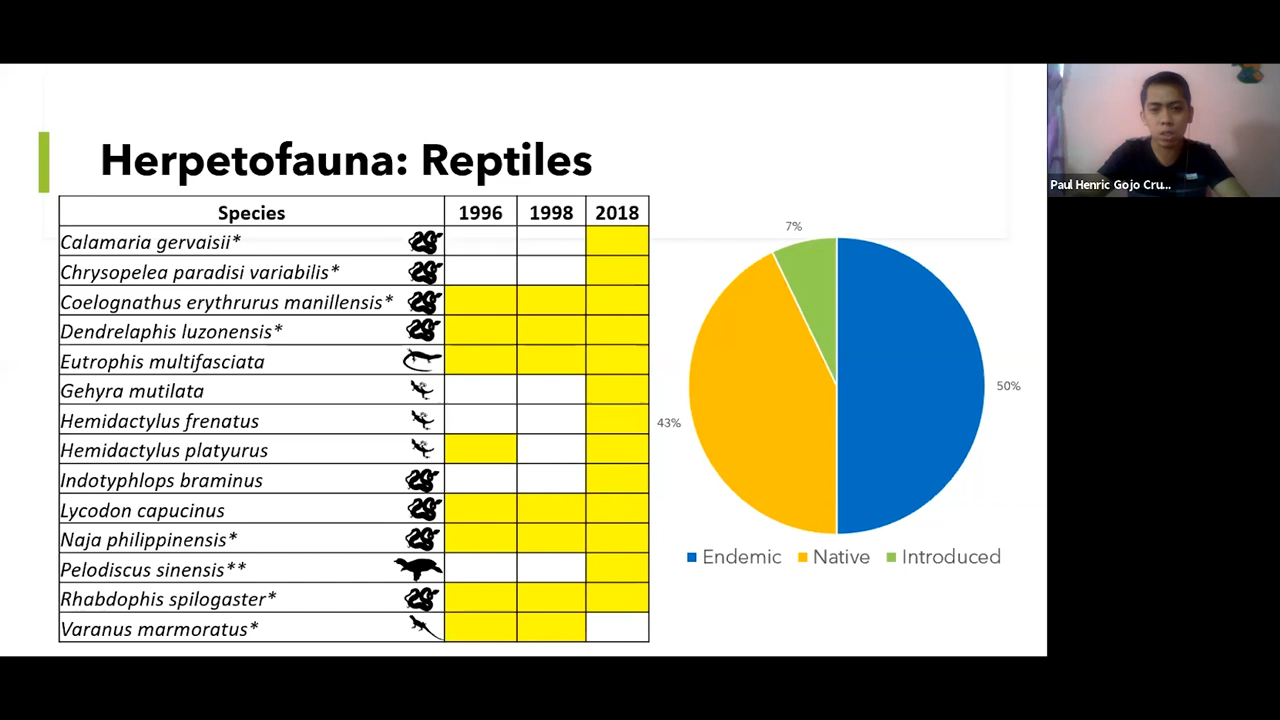 Herpetofauna: Reptiles
Species 1996 1998 2018
Calamaria gervaisii*
Chrysopelea paradisi variabilis*
Coelognathus erythrurus manillensis*
Dendrelaphis luzonensis*
Eutrophis multifasciata
Gehyra mutilata
Hemidactylus frenatus
Hemidactylus platyurus
Indotyphlops braminus
Lycodon capucinus
Naja philippinensis*
Pelodiscus sinensis**
Rhabdophis spilogaster*
Varanus marmoratus*
7%
50%
43%
Endemic Native Introduced
Paul Henric Gojo Cru...